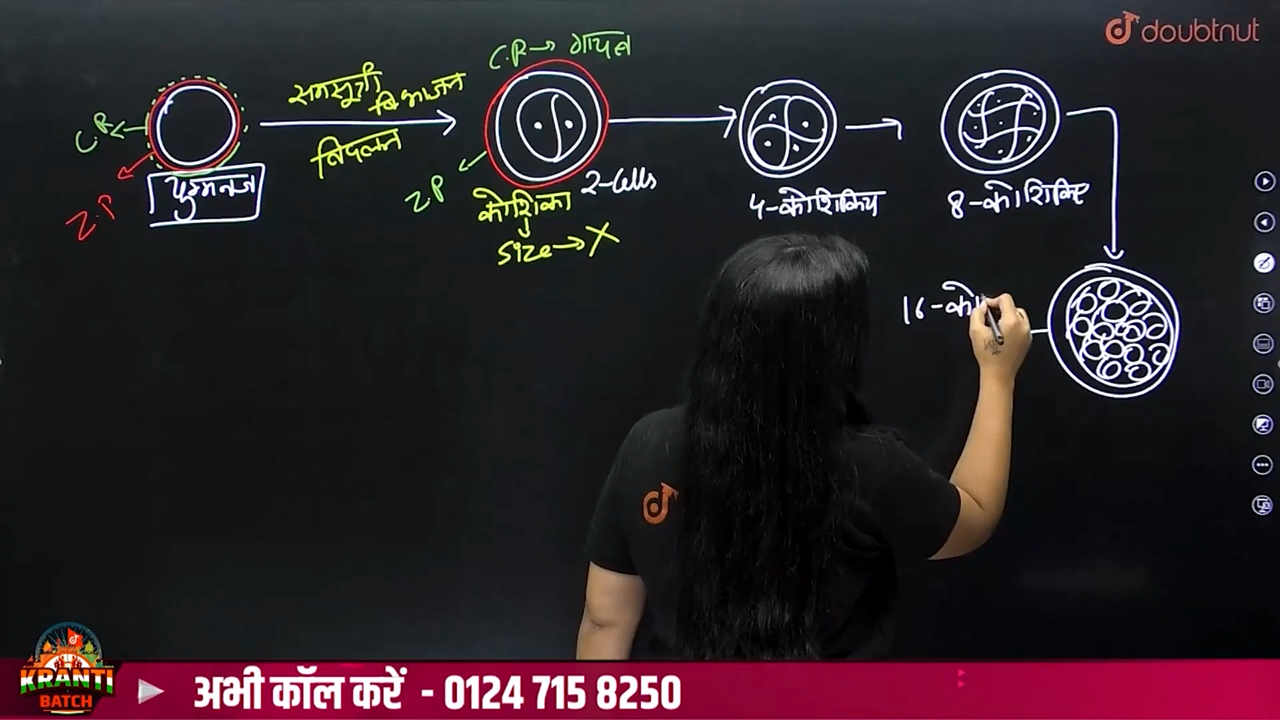 doubtnut
C.R → गायब
समसूत्री
विभाजन
C.R
विदलन
Z.P
युग्मनज
Z P
कोशिका
2-Cells
size → X
4-कोशिकिय
8-कोशिकिय
16-को
KRANTI
BATCH
अभी कॉल करें - 0124 715 8250